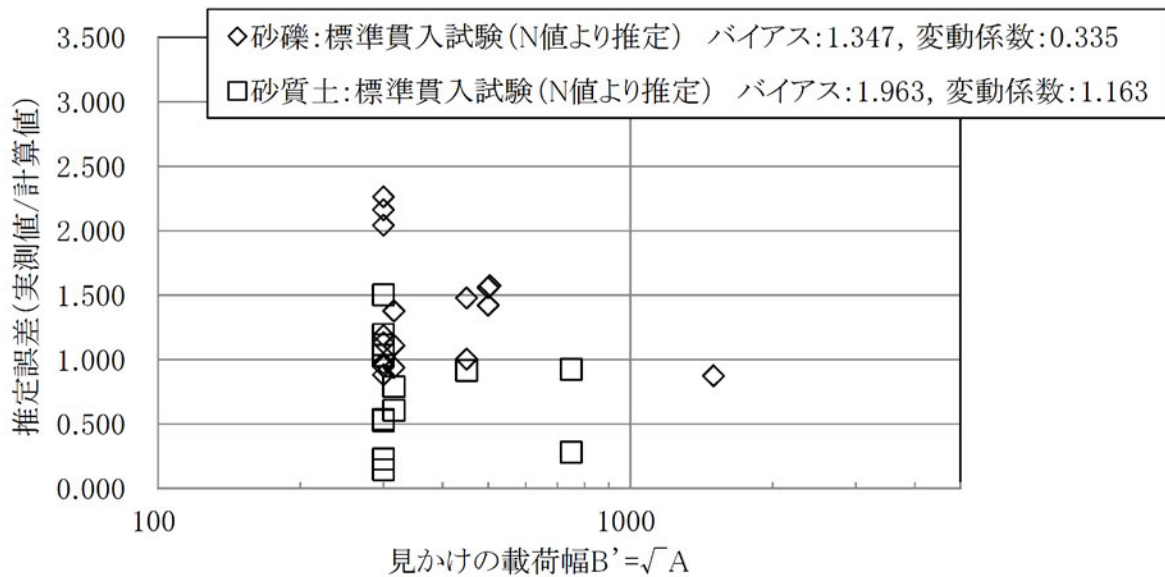 ◇砂礫:標準貫入試験(N値より推定) バイアス:1.347, 変動係数:0.335
□砂質土:標準貫入試験(N値より推定) バイアス:1.963, 変動係数:1.163
推定誤差(実測値/計算値)
3.500
3.000
2.500
2.000
1.500
1.000
0.500
0.000
100
1000
見かけの載荷幅B'=√A